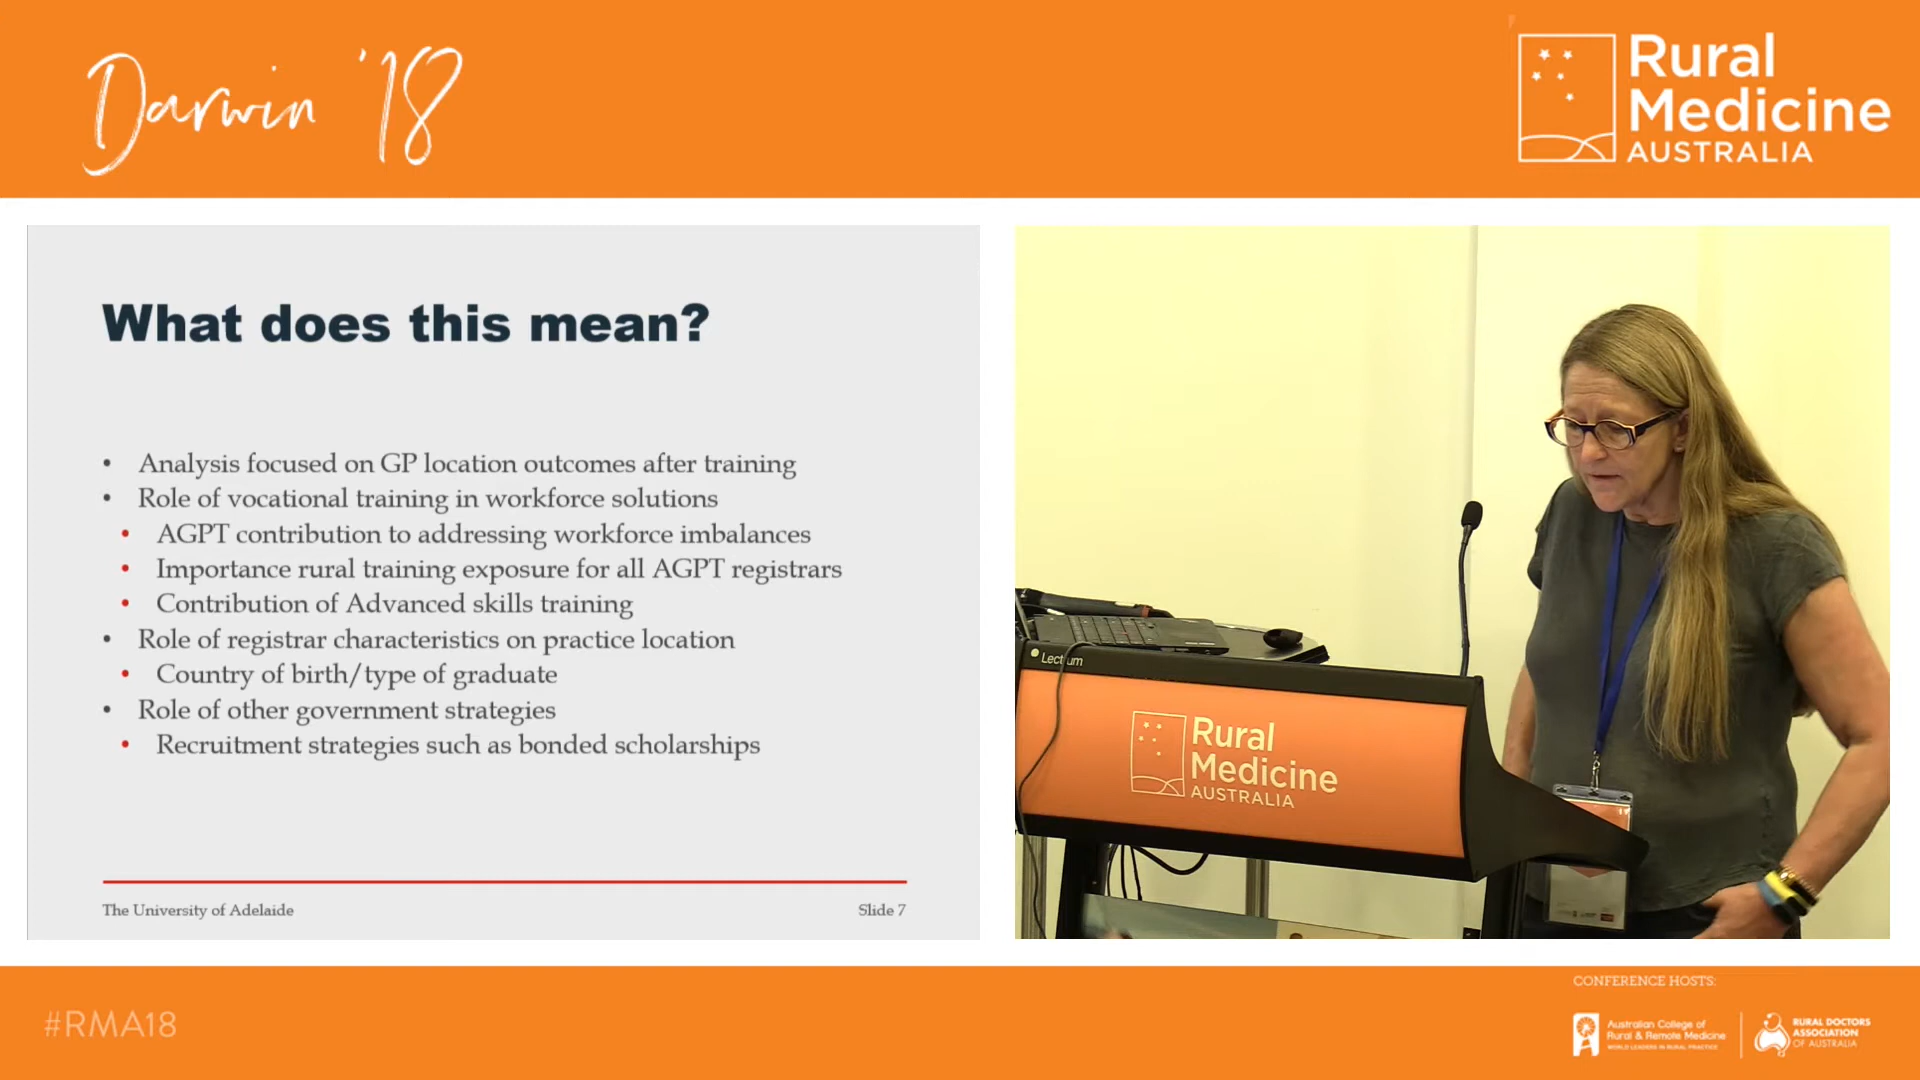 Darwin '18
Rural
Medicine
AUSTRALIA
What does this mean?
• Analysis focused on GP location outcomes after training
• Role of vocational training in workforce solutions
• AGPT contribution to addressing workforce imbalances
• Importance rural training exposure for all AGPT registrars
• Contribution of Advanced skills training
• Role of registrar characteristics on practice location
• Country of birth/type of graduate
• Role of other government strategies
• Recruitment strategies such as bonded scholarships
The University of Adelaide
Slide 7
Lectrum
Rural
Medicine
AUSTRALIA
#RMA18
CONFERENCE HOSTS:
Australian College of
Rural & Remote Medicine
WORLD LEADERS IN RURAL PRACTICE
RURAL DOCTORS
ASSOCIATION
OF AUSTRALIA